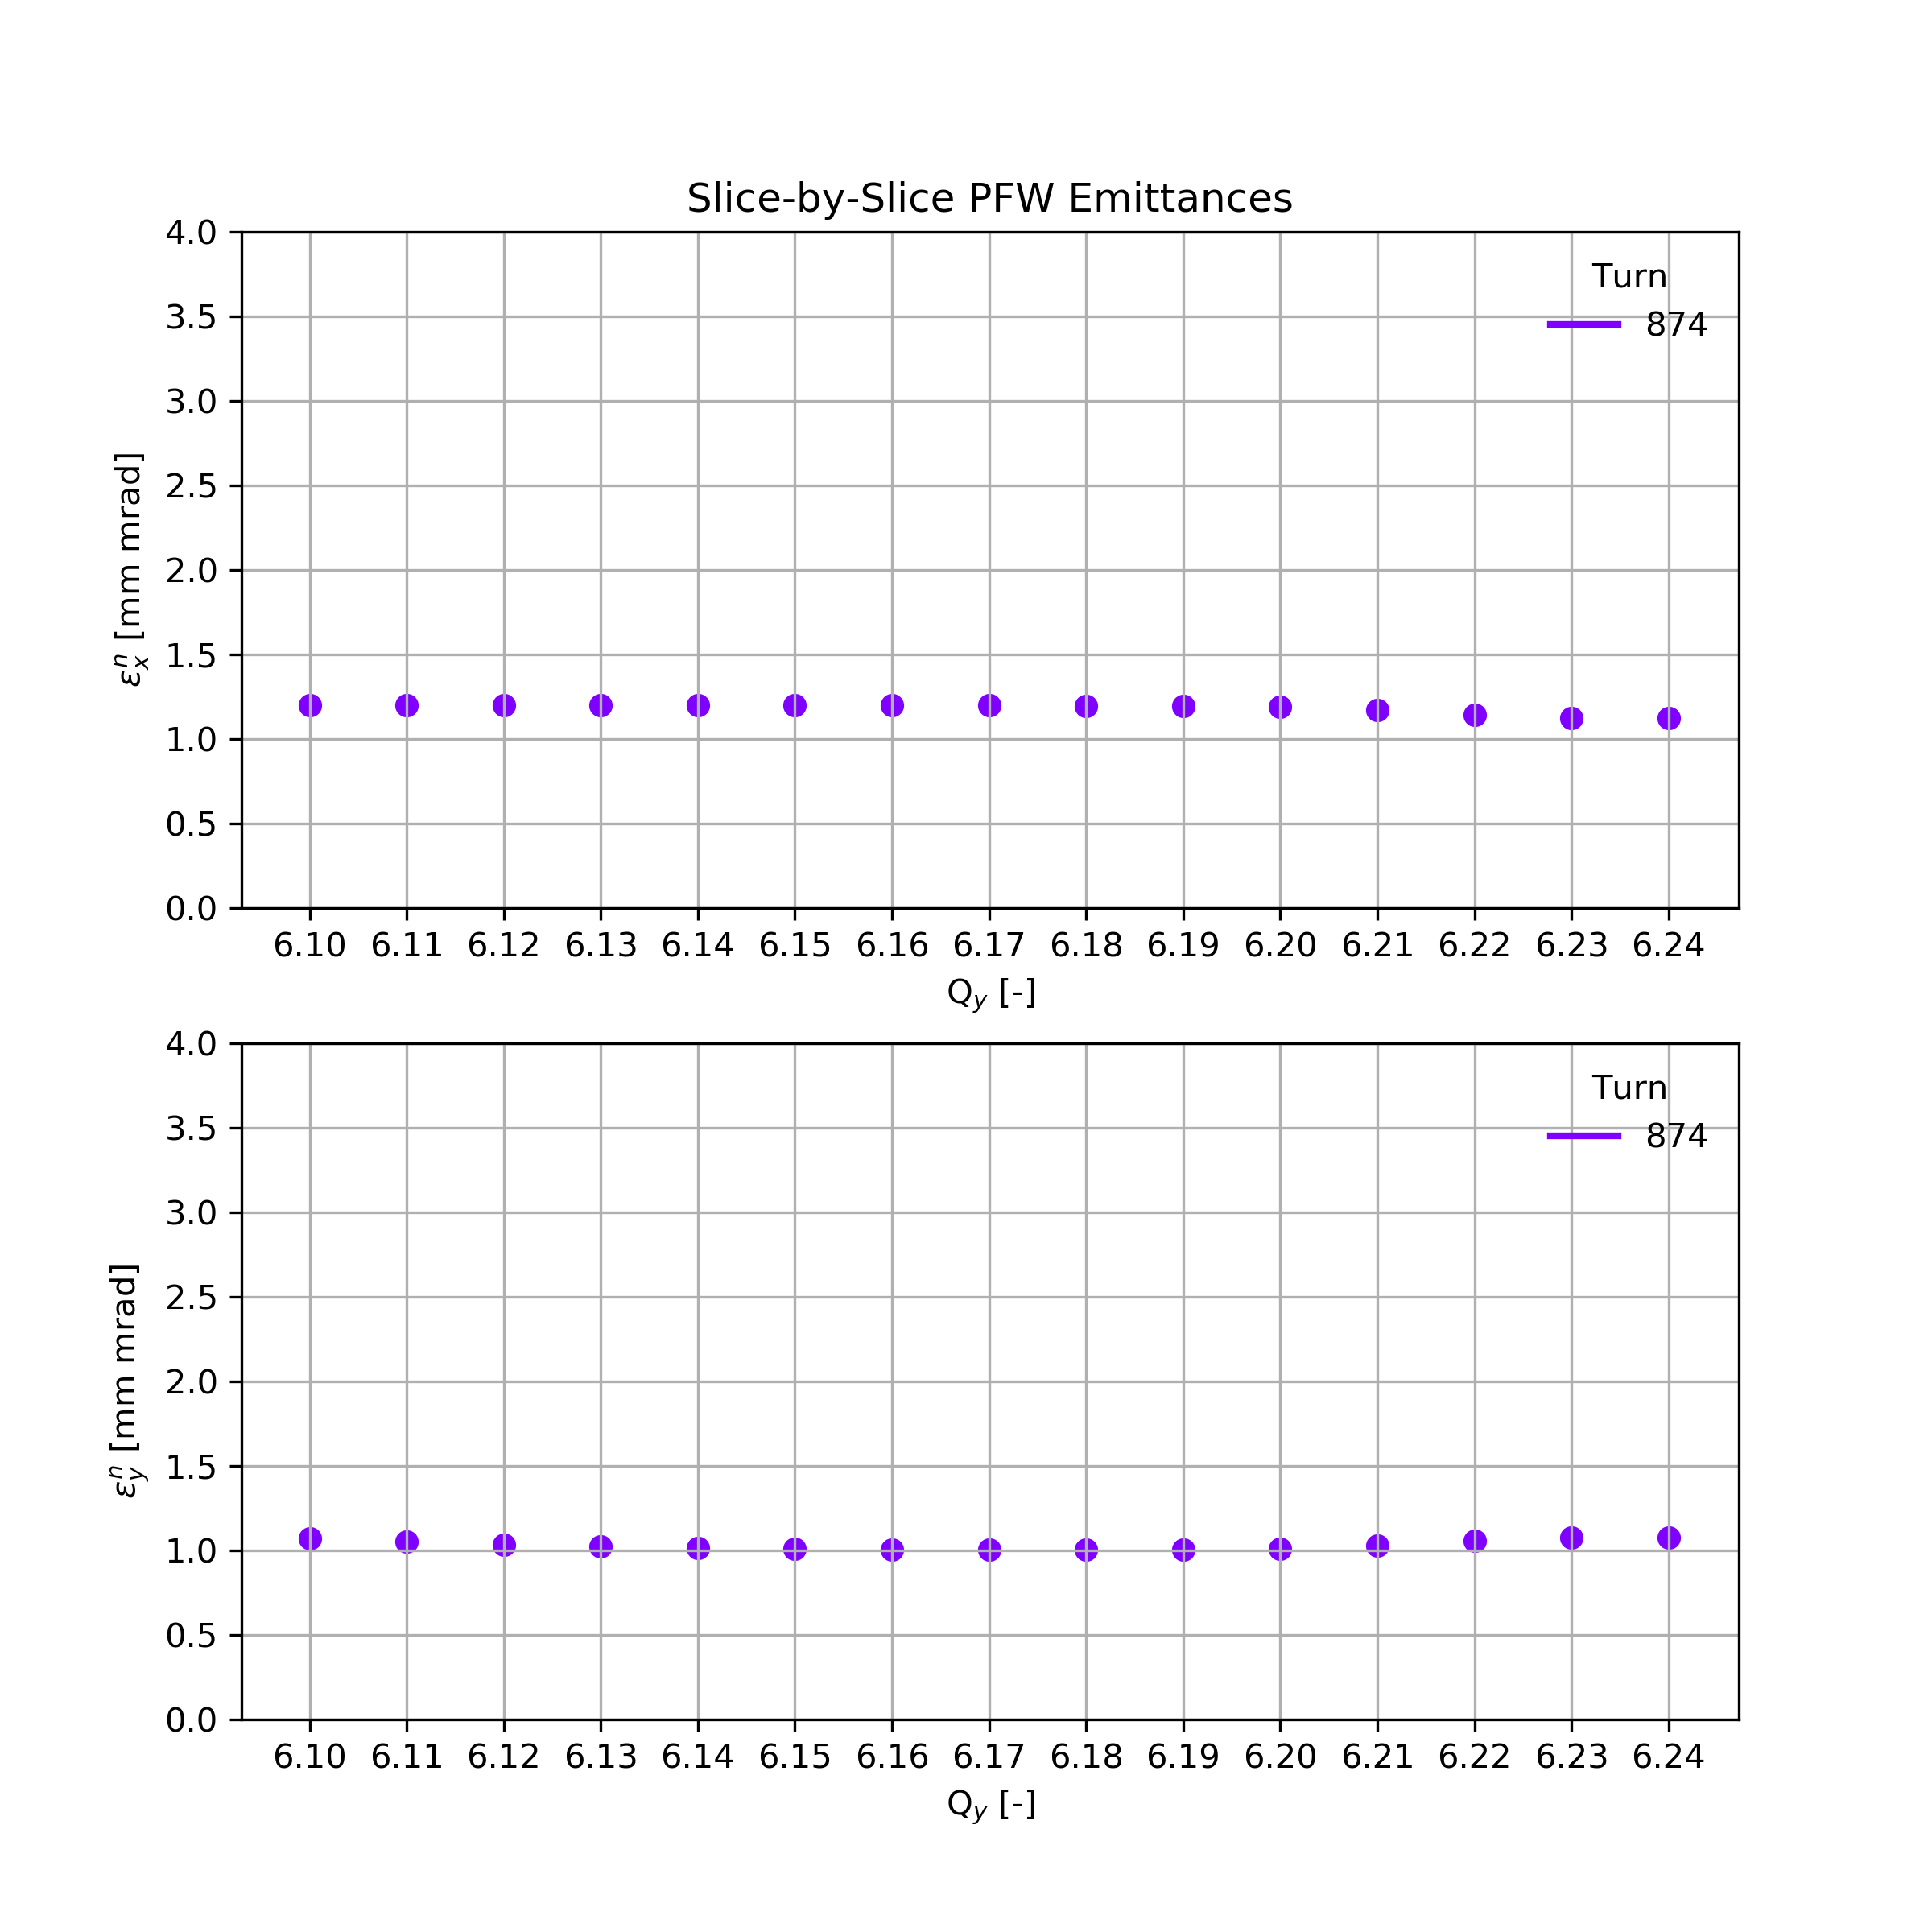 Slice-by-Slice PFW Emittances
4.0
3.5
3.0
2.5
2.0
1.5
1.0
0.5
0.0
ε_x^n [mm mrad]
Turn
874
6.10 6.11 6.12 6.13 6.14 6.15 6.16 6.17 6.18 6.19 6.20 6.21 6.22 6.23 6.24
Q_y [-]
4.0
3.5
3.0
2.5
2.0
1.5
1.0
0.5
0.0
ε_y^n [mm mrad]
Turn
874
6.10 6.11 6.12 6.13 6.14 6.15 6.16 6.17 6.18 6.19 6.20 6.21 6.22 6.23 6.24
Q_y [-]